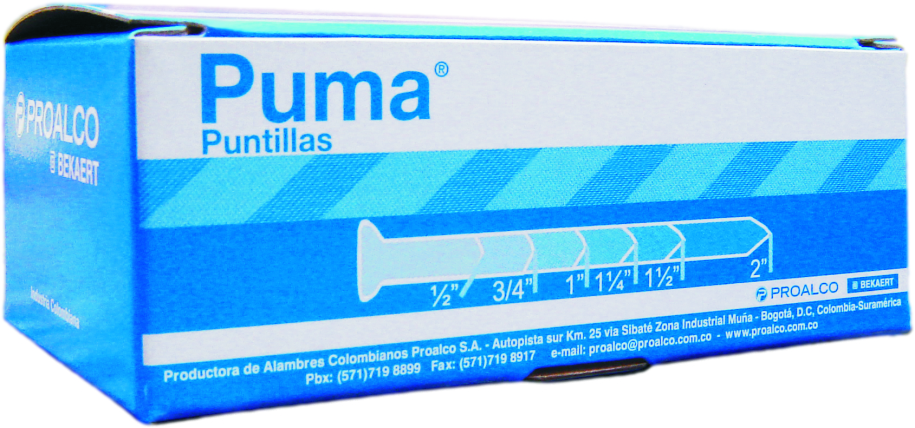 Puma®
Puntillas
PROALCO
BEKAERT
Industria Colombiana
½" 3/4" 1" 1¼" 1½" 2"
PROALCO BEKAERT
Productora de Alambres Colombianos Proalco S.A. - Autopista sur Km. 25 via Sibaté Zona Industrial Muña - Bogotá, D.C, Colombia-Suramérica
Pbx: (571)719 8899 Fax: (571)719 8917 e-mail: proalco@proalco.com.co - www.proalco.com.co